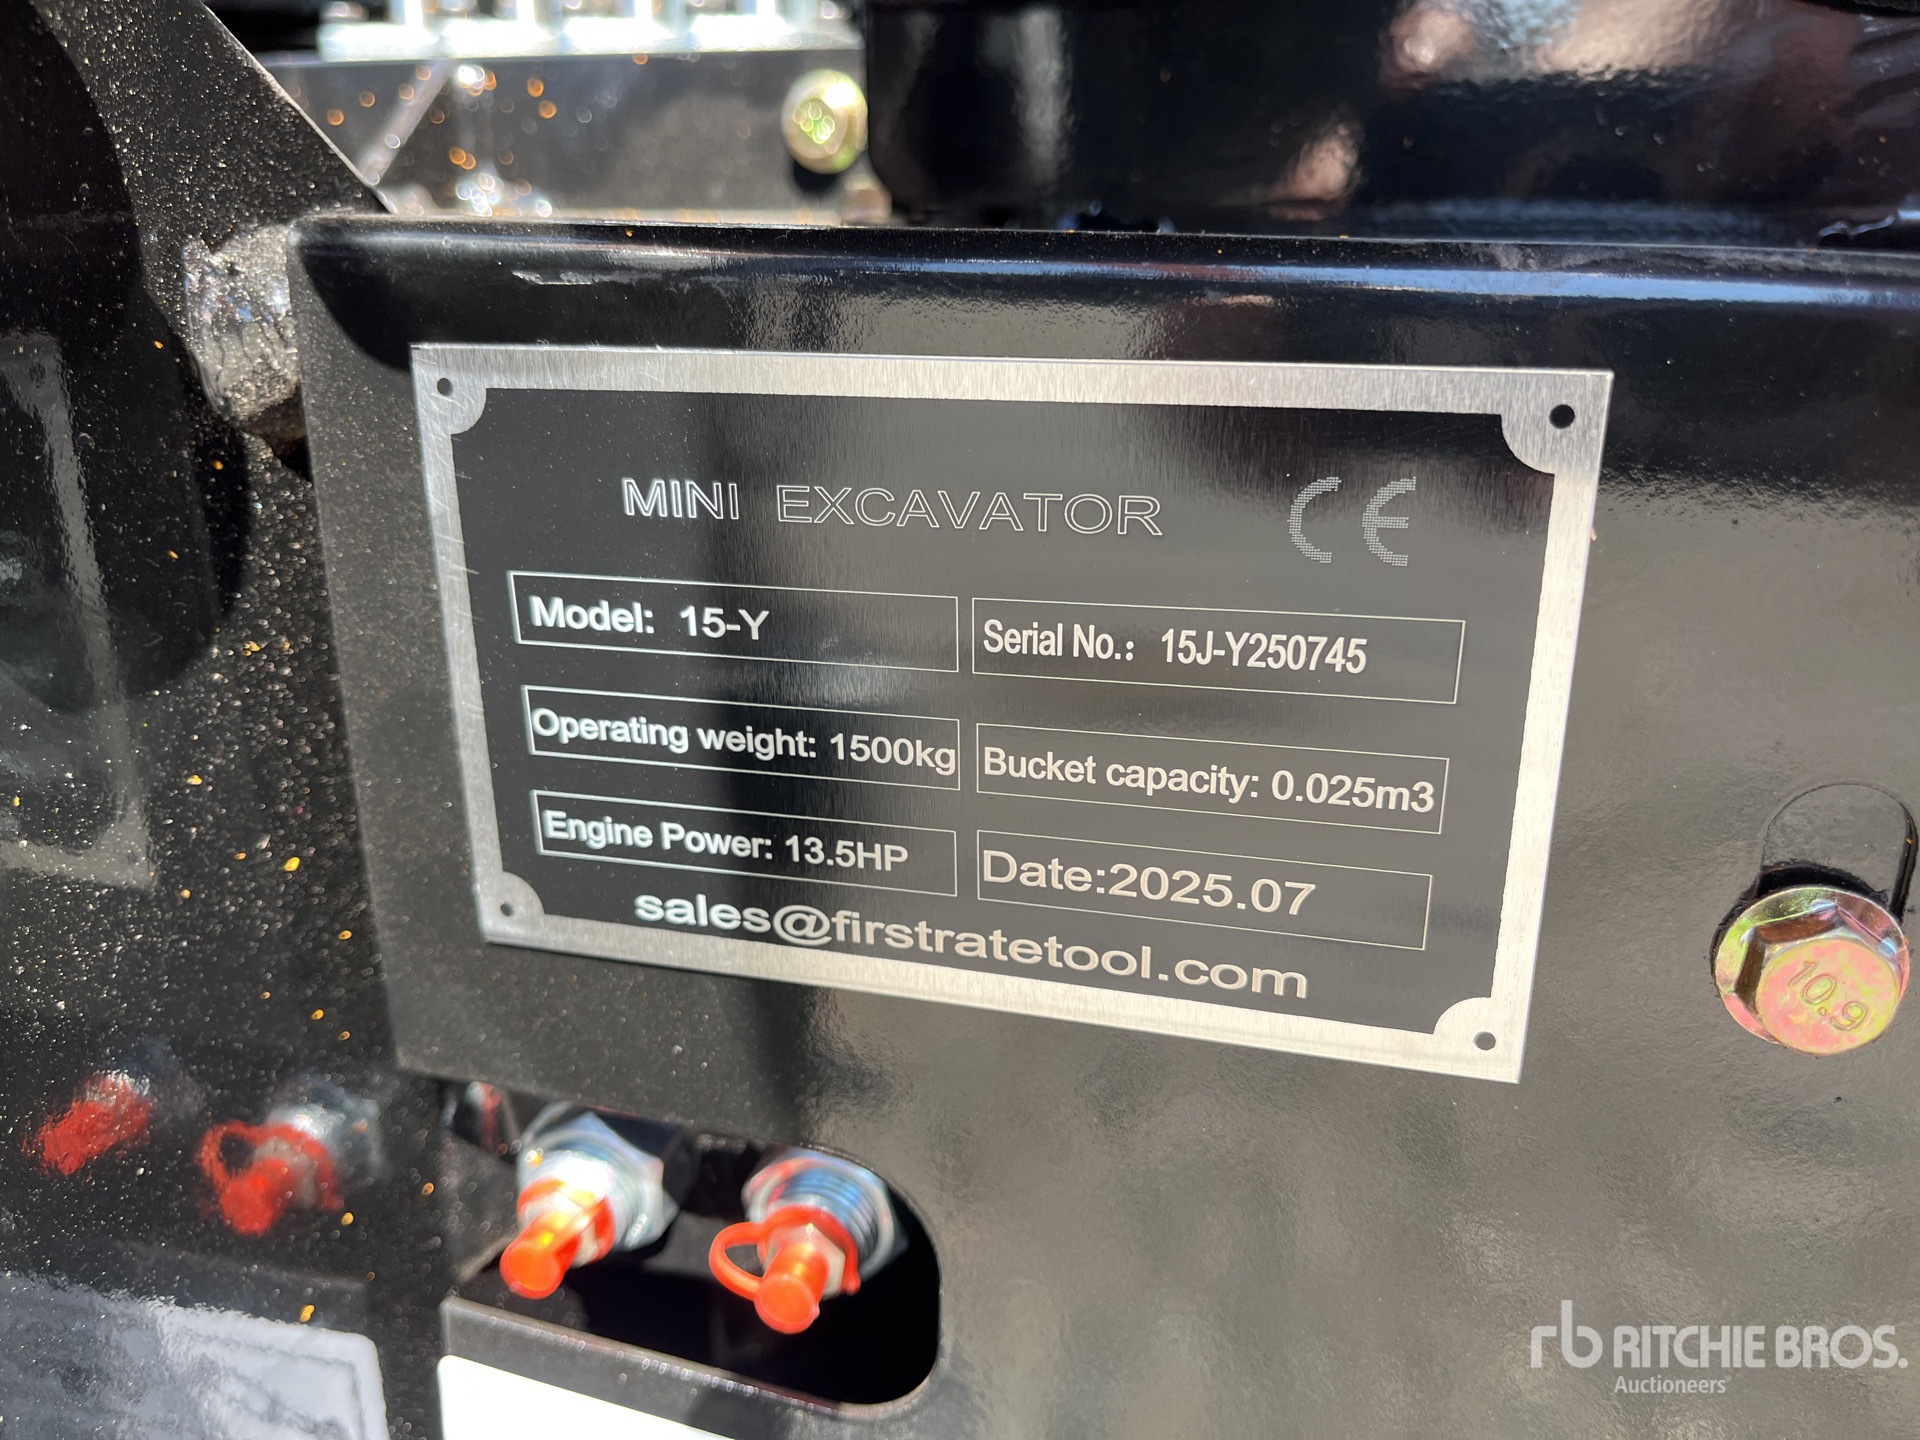 MINI EXCAVATOR CE
Model: 15-Y
Serial No.: 15J-Y250745
Operating weight: 1500kg
Bucket capacity: 0.025m3
Engine Power: 13.5HP
Date:2025.07
sales@firstratetool.com
10.9
rb RITCHIE BROS.
Auctioneers